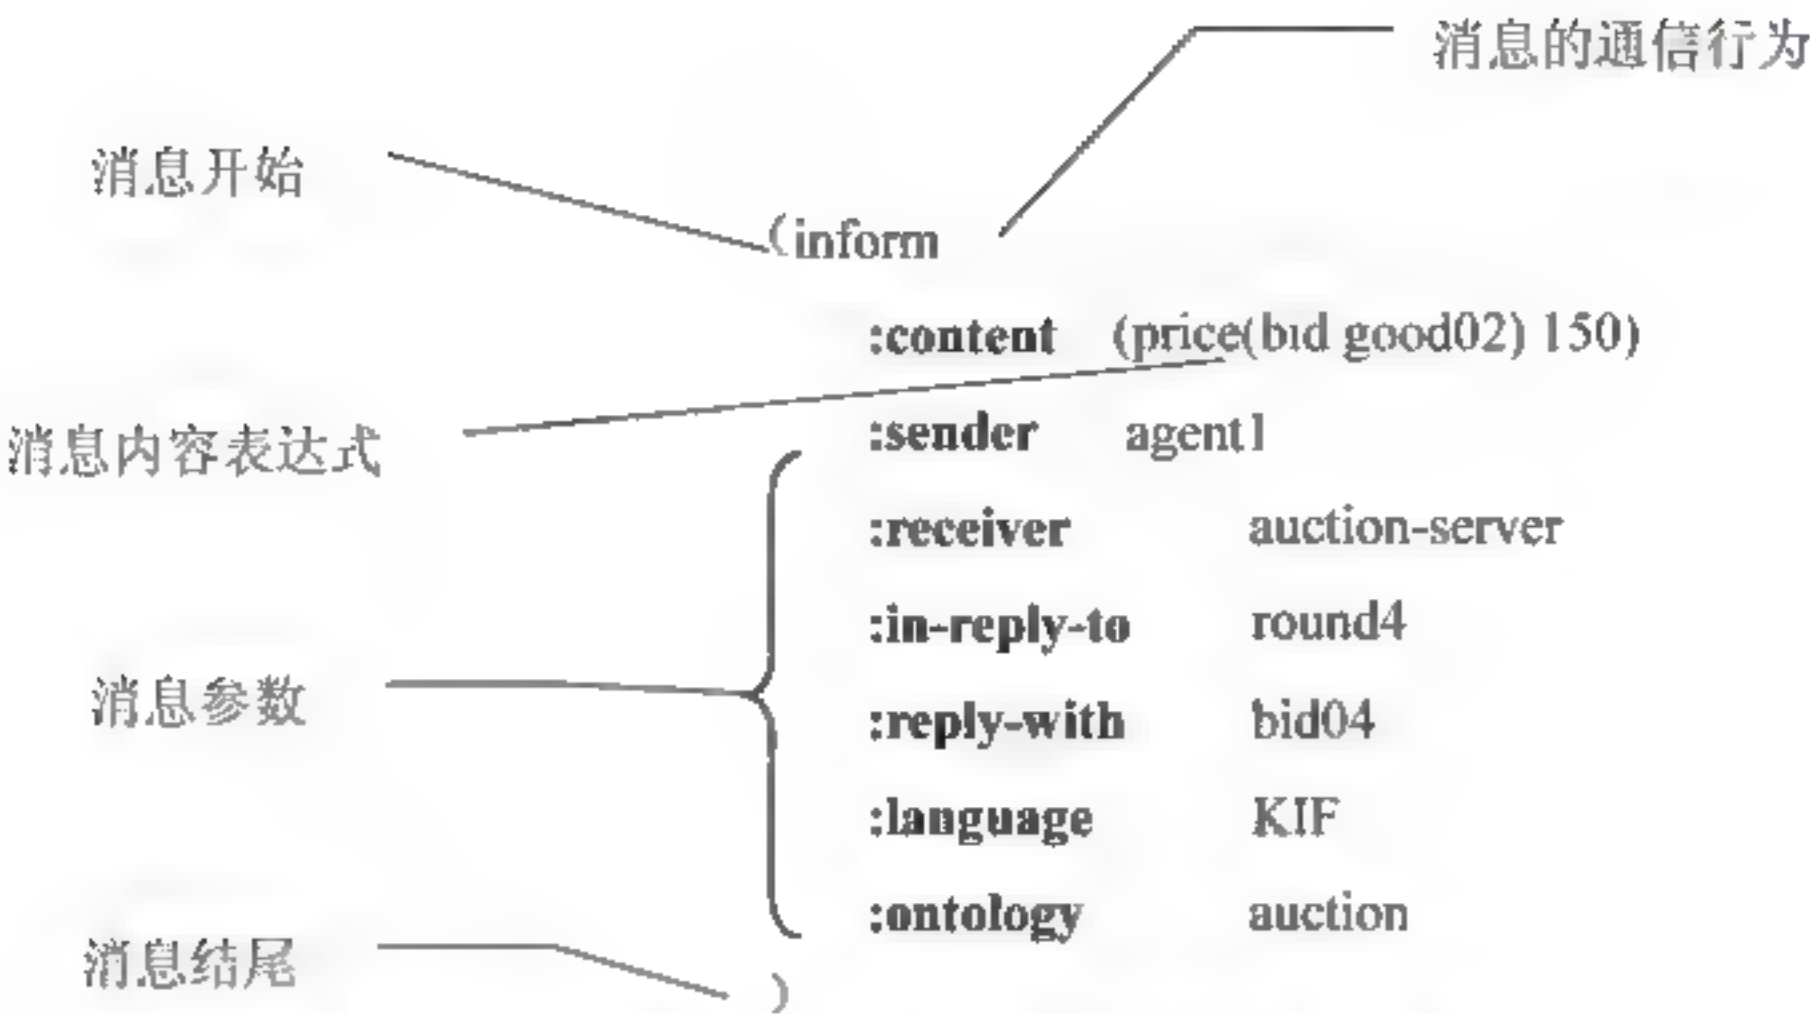 消息的通信行为
消息开始
(inform
:content (price(bid good02) 150)
消息内容表达式
:sender agent1
:receiver auction-server
:in-reply-to round4
消息参数
:reply-with bid04
:language KIF
:ontology auction
消息结尾
)